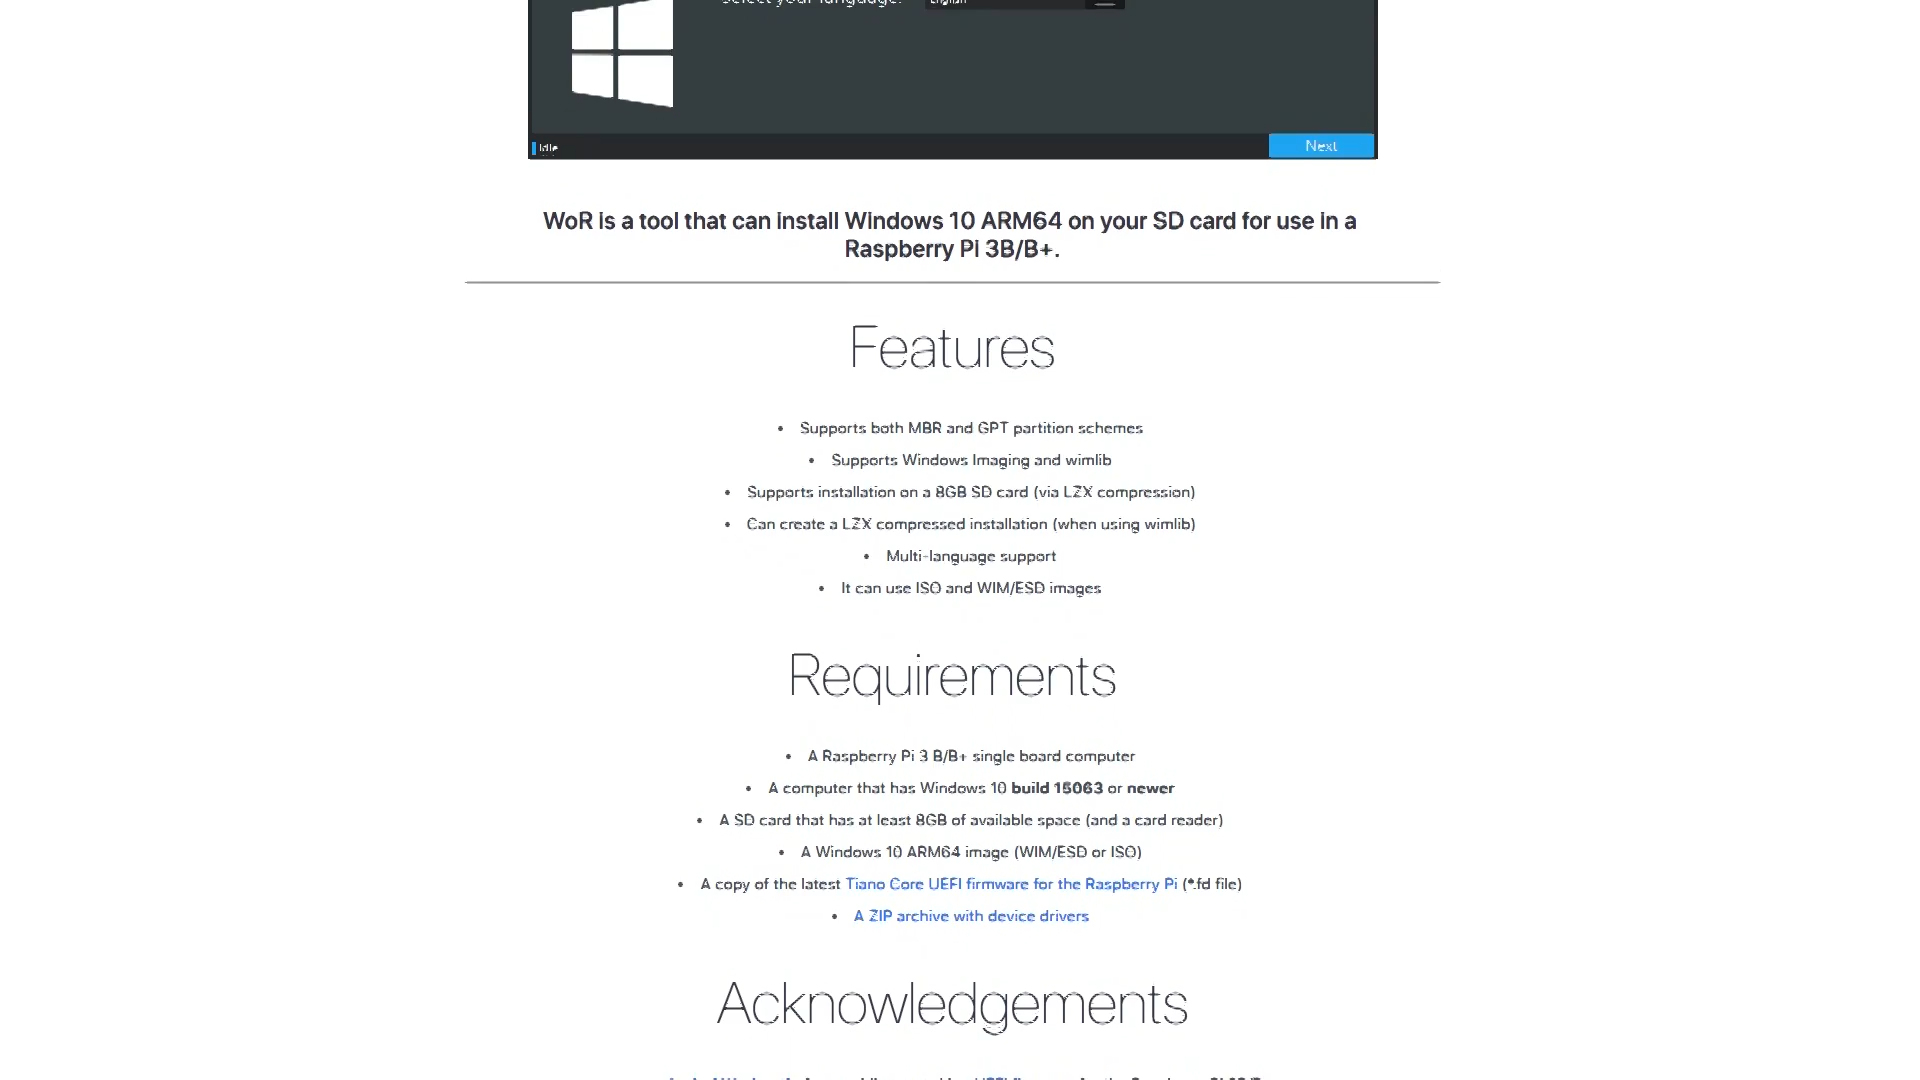 Select your language: English
Idle
Next
WoR is a tool that can install Windows 10 ARM64 on your SD card for use in a
Raspberry Pi 3B/B+.
Features
• Supports both MBR and GPT partition schemes
• Supports Windows Imaging and wimlib
• Supports installation on a 8GB SD card (via LZX compression)
• Can create a LZX compressed installation (when using wimlib)
• Multi-language support
• It can use ISO and WIM/ESD images
Requirements
• A Raspberry Pi 3 B/B+ single board computer
• A computer that has Windows 10 build 15063 or newer
• A SD card that has at least 8GB of available space (and a card reader)
• A Windows 10 ARM64 image (WIM/ESD or ISO)
• A copy of the latest Tiano Core UEFI firmware for the Raspberry Pi (*.fd file)
• A ZIP archive with device drivers
Acknowledgements